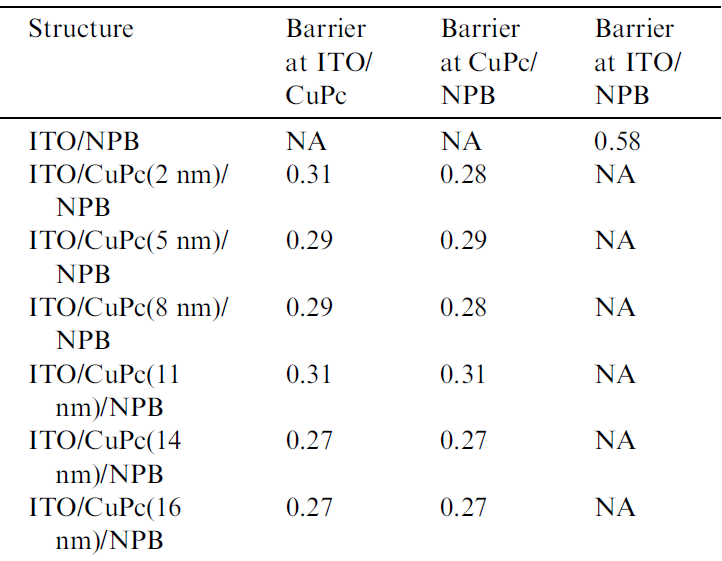 Structure Barrier Barrier Barrier
at ITO/ at CuPc/ at ITO/
CuPc NPB NPB
ITO/NPB NA NA 0.58
ITO/CuPc(2 nm)/ 0.31 0.28 NA
NPB
ITO/CuPc(5 nm)/ 0.29 0.29 NA
NPB
ITO/CuPc(8 nm)/ 0.29 0.28 NA
NPB
ITO/CuPc(11 0.31 0.31 NA
nm)/NPB
ITO/CuPc(14 0.27 0.27 NA
nm)/NPB
ITO/CuPc(16 0.27 0.27 NA
nm)/NPB